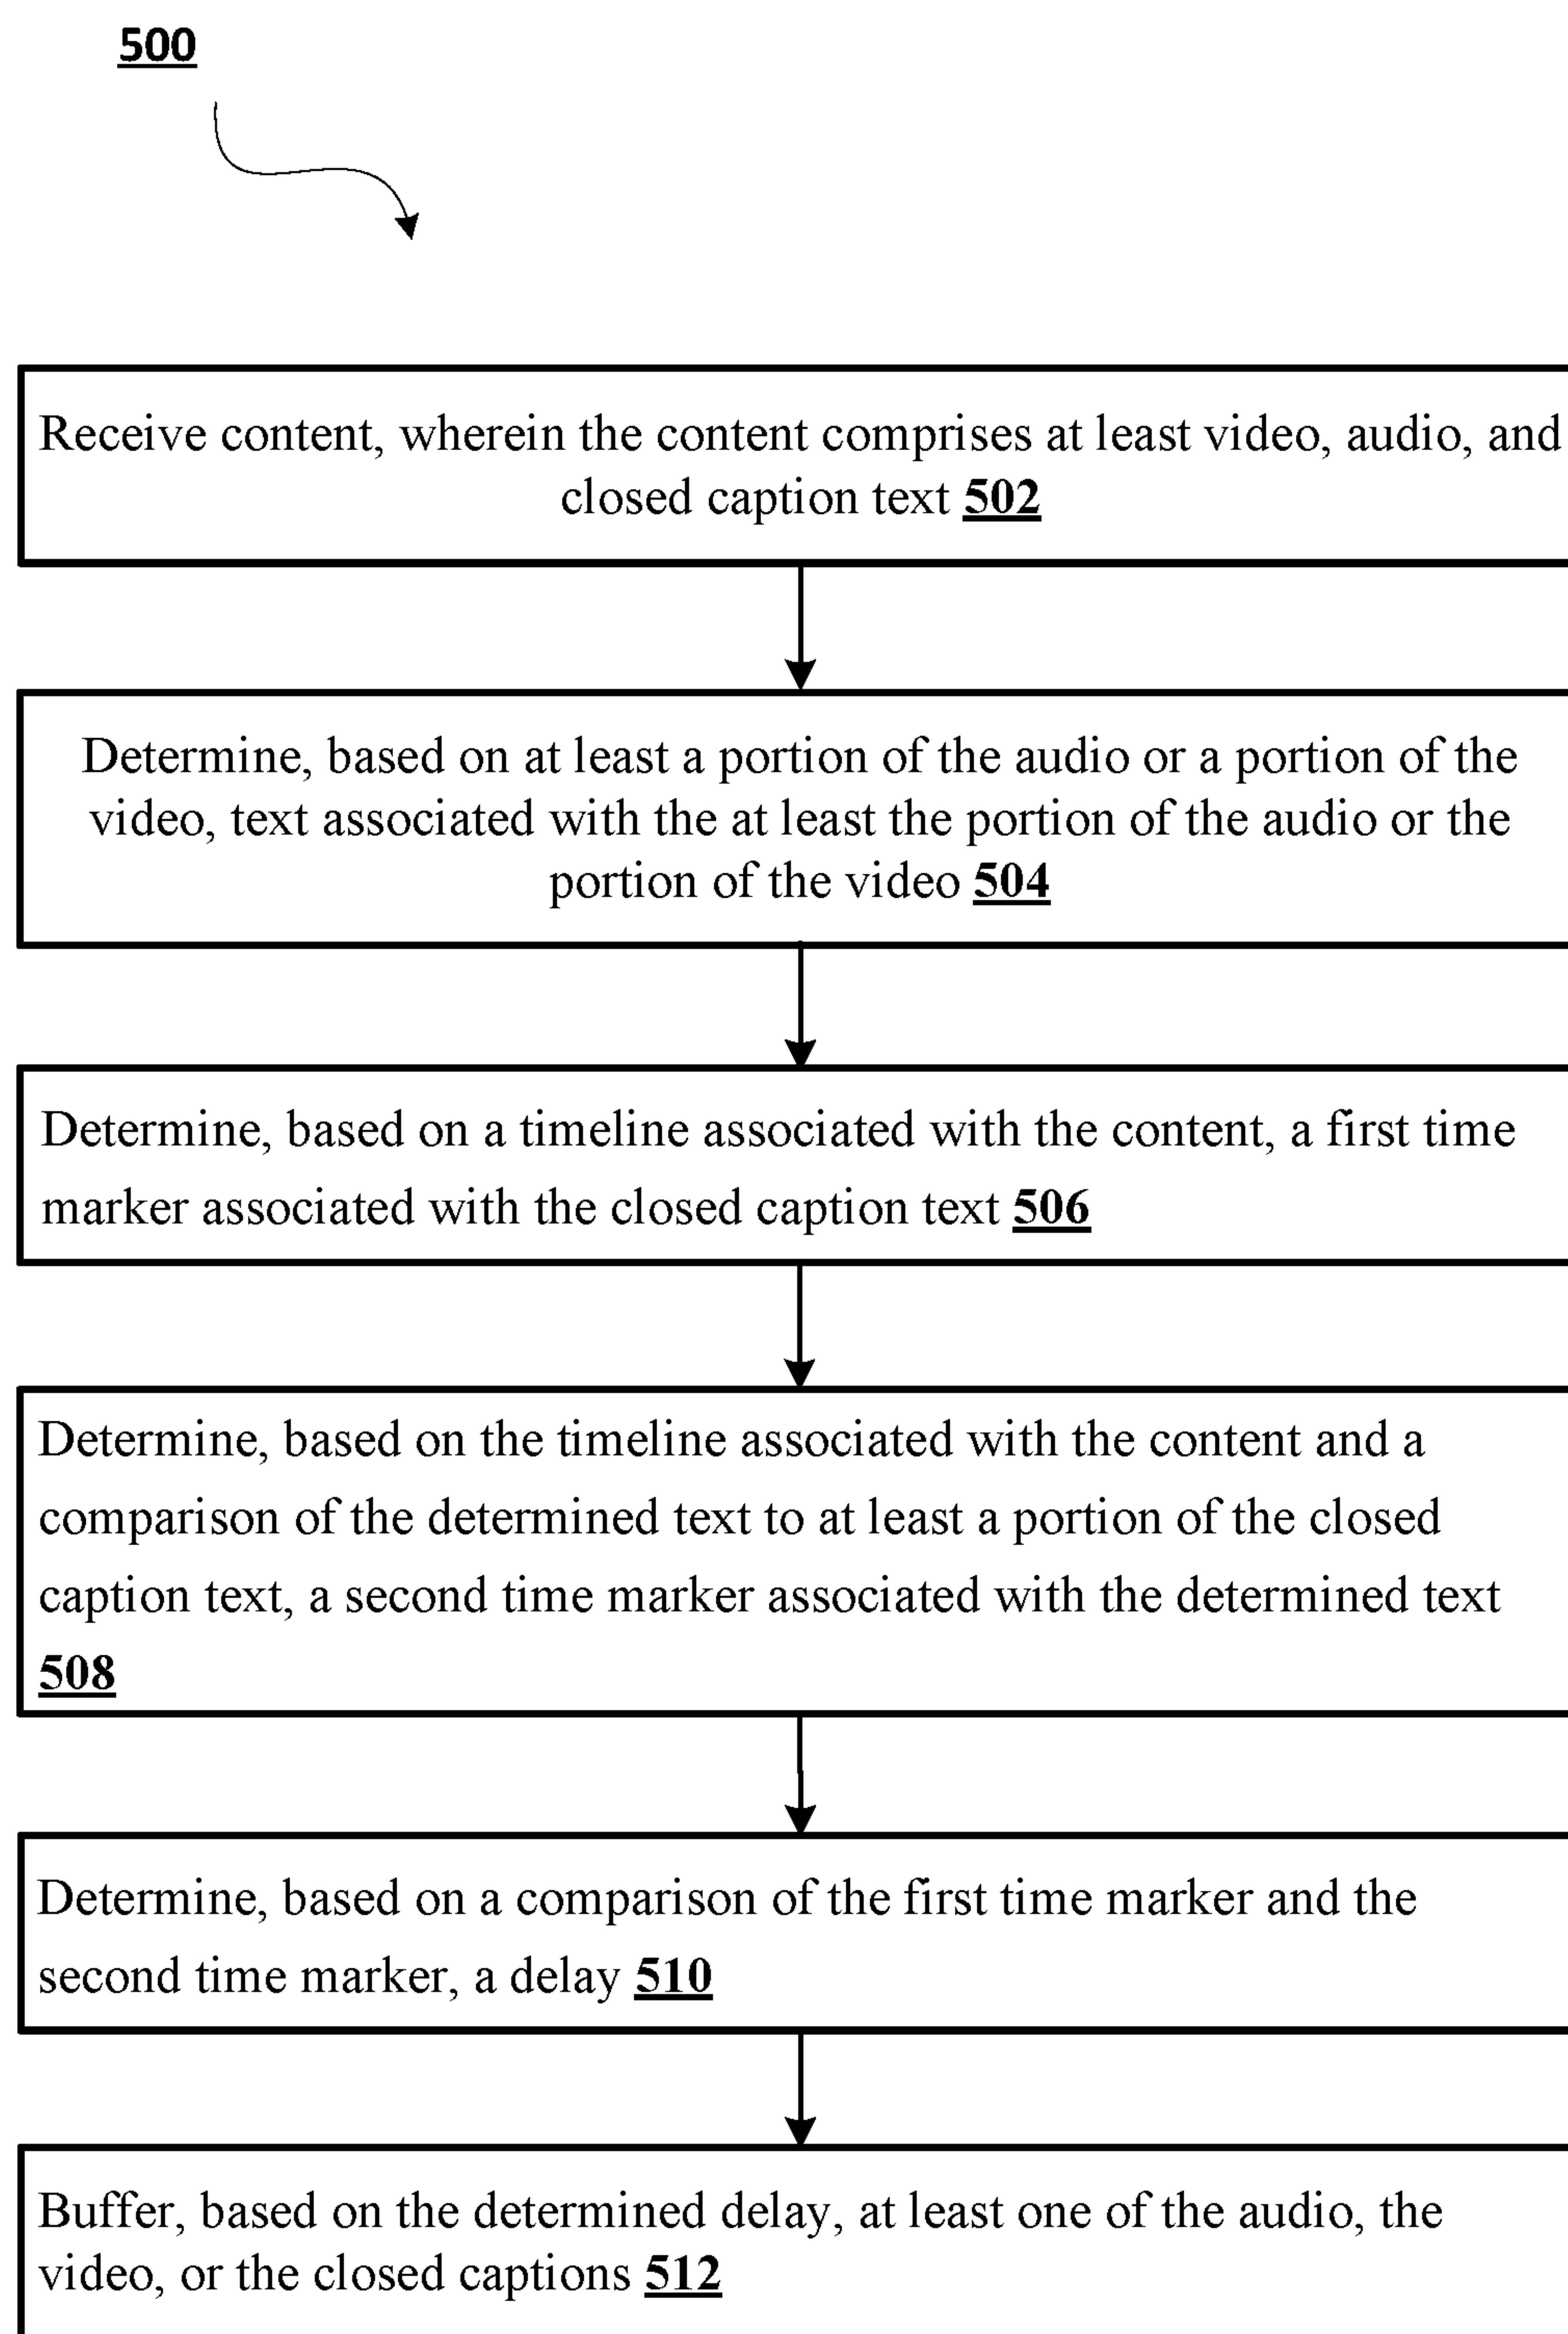 500
Receive content, wherein the content comprises at least video, audio, and
closed caption text 502
Determine, based on at least a portion of the audio or a portion of the
video, text associated with the at least the portion of the audio or the
portion of the video 504
Determine, based on a timeline associated with the content, a first time
marker associated with the closed caption text 506
Determine, based on the timeline associated with the content and a
comparison of the determined text to at least a portion of the closed
caption text, a second time marker associated with the determined text
508
Determine, based on a comparison of the first time marker and the
second time marker, a delay 510
Buffer, based on the determined delay, at least one of the audio, the
video, or the closed captions 512